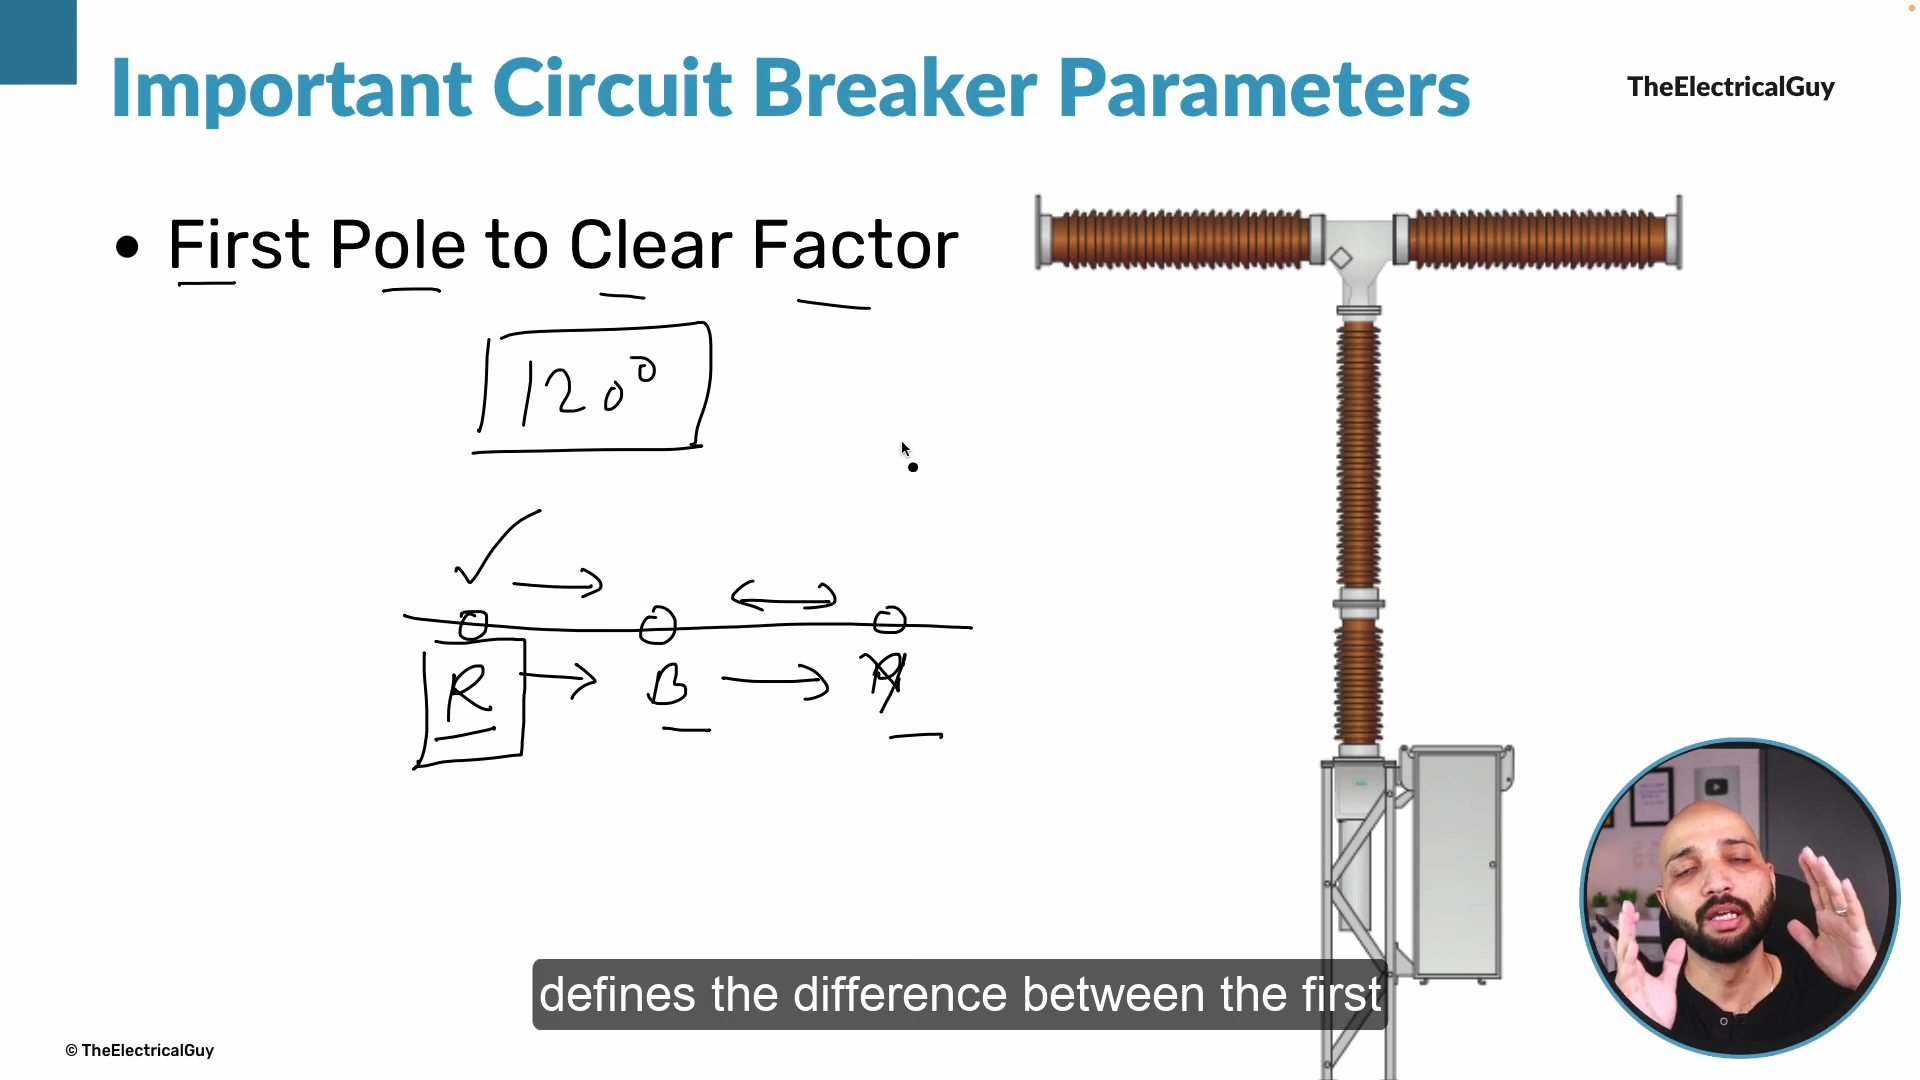 Important Circuit Breaker Parameters
TheElectricalGuy
• First Pole to Clear Factor
120°
R → B →
defines the difference between the first
© TheElectricalGuy